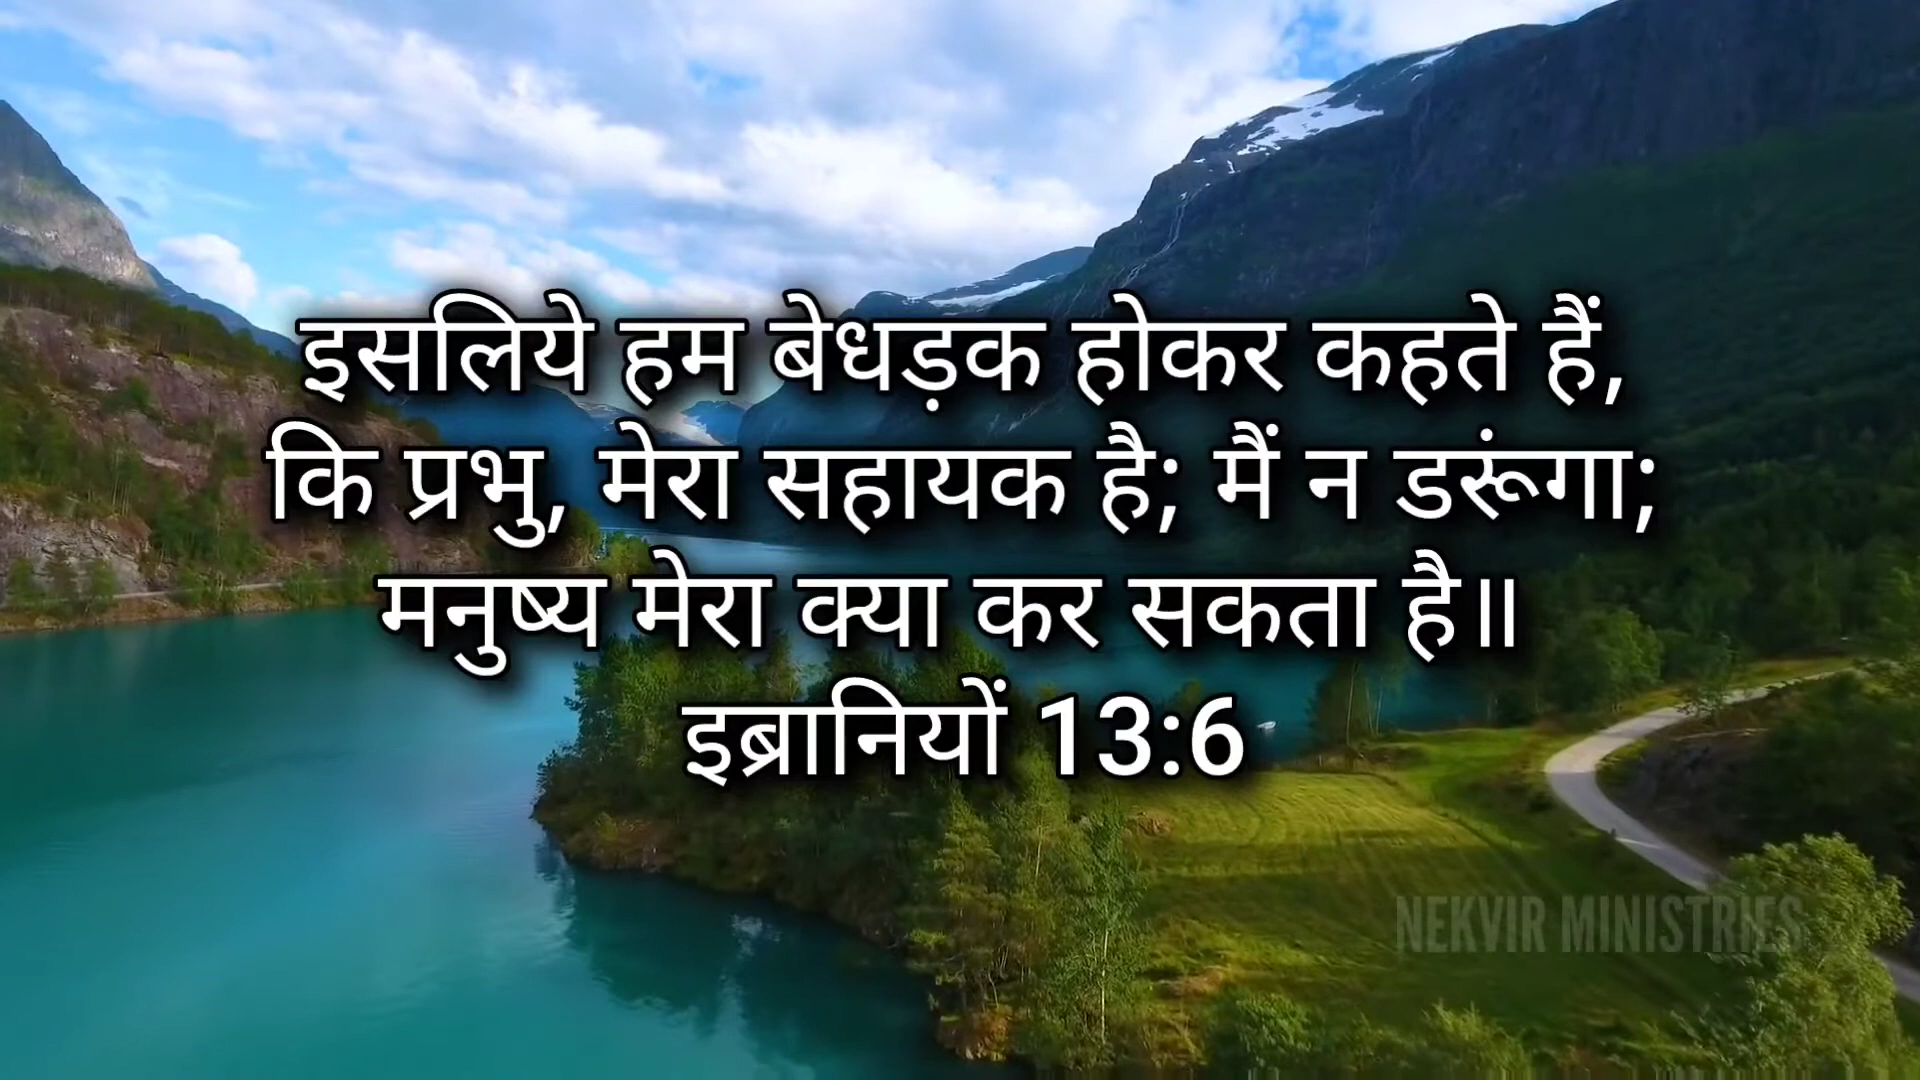 इसलिये हम बेधड़क होकर कहते हैं,
कि प्रभु, मेरा सहायक है; मैं न डरूंगा;
मनुष्य मेरा क्या कर सकता है॥
इब्रानियों 13:6
NEKVIR MINISTRIES